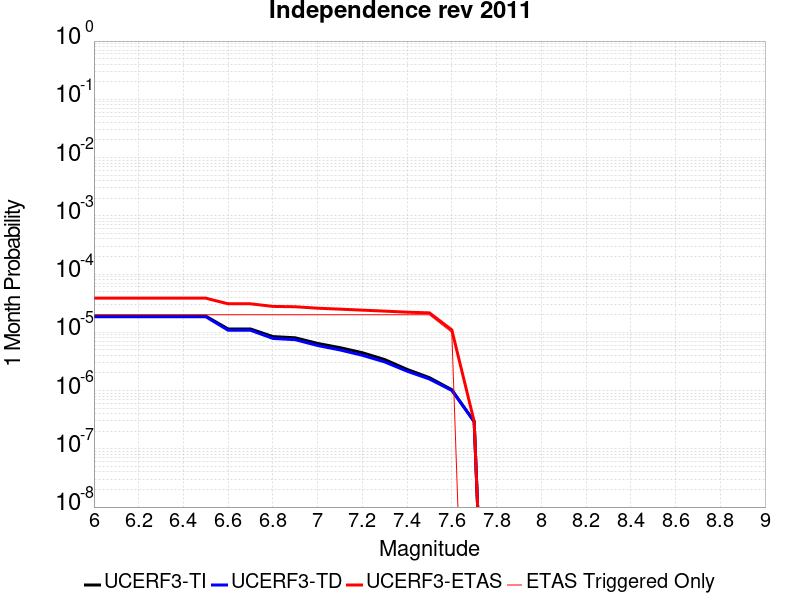 Independence rev 2011
1 Month Probability
10^0
10^-1
10^-2
10^-3
10^-4
10^-5
10^-6
10^-7
10^-8
6 6.2 6.4 6.6 6.8 7 7.2 7.4 7.6 7.8 8 8.2 8.4 8.6 8.8 9
Magnitude
UCERF3-TI UCERF3-TD UCERF3-ETAS ETAS Triggered Only